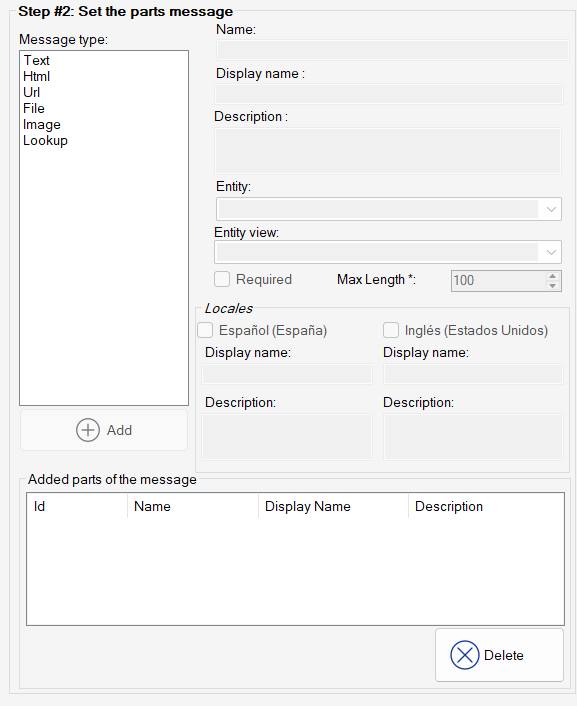 Step #2: Set the parts message
Message type:
Text
Html
Url
File
Image
Lookup
Add
Name:
Display name :
Description :
Entity:
Entity view:
Required
Max Length *:
100
Locales
Español (España)
Inglés (Estados Unidos)
Display name:
Display name:
Description:
Description:
Added parts of the message
Id Name Display Name Description
Delete